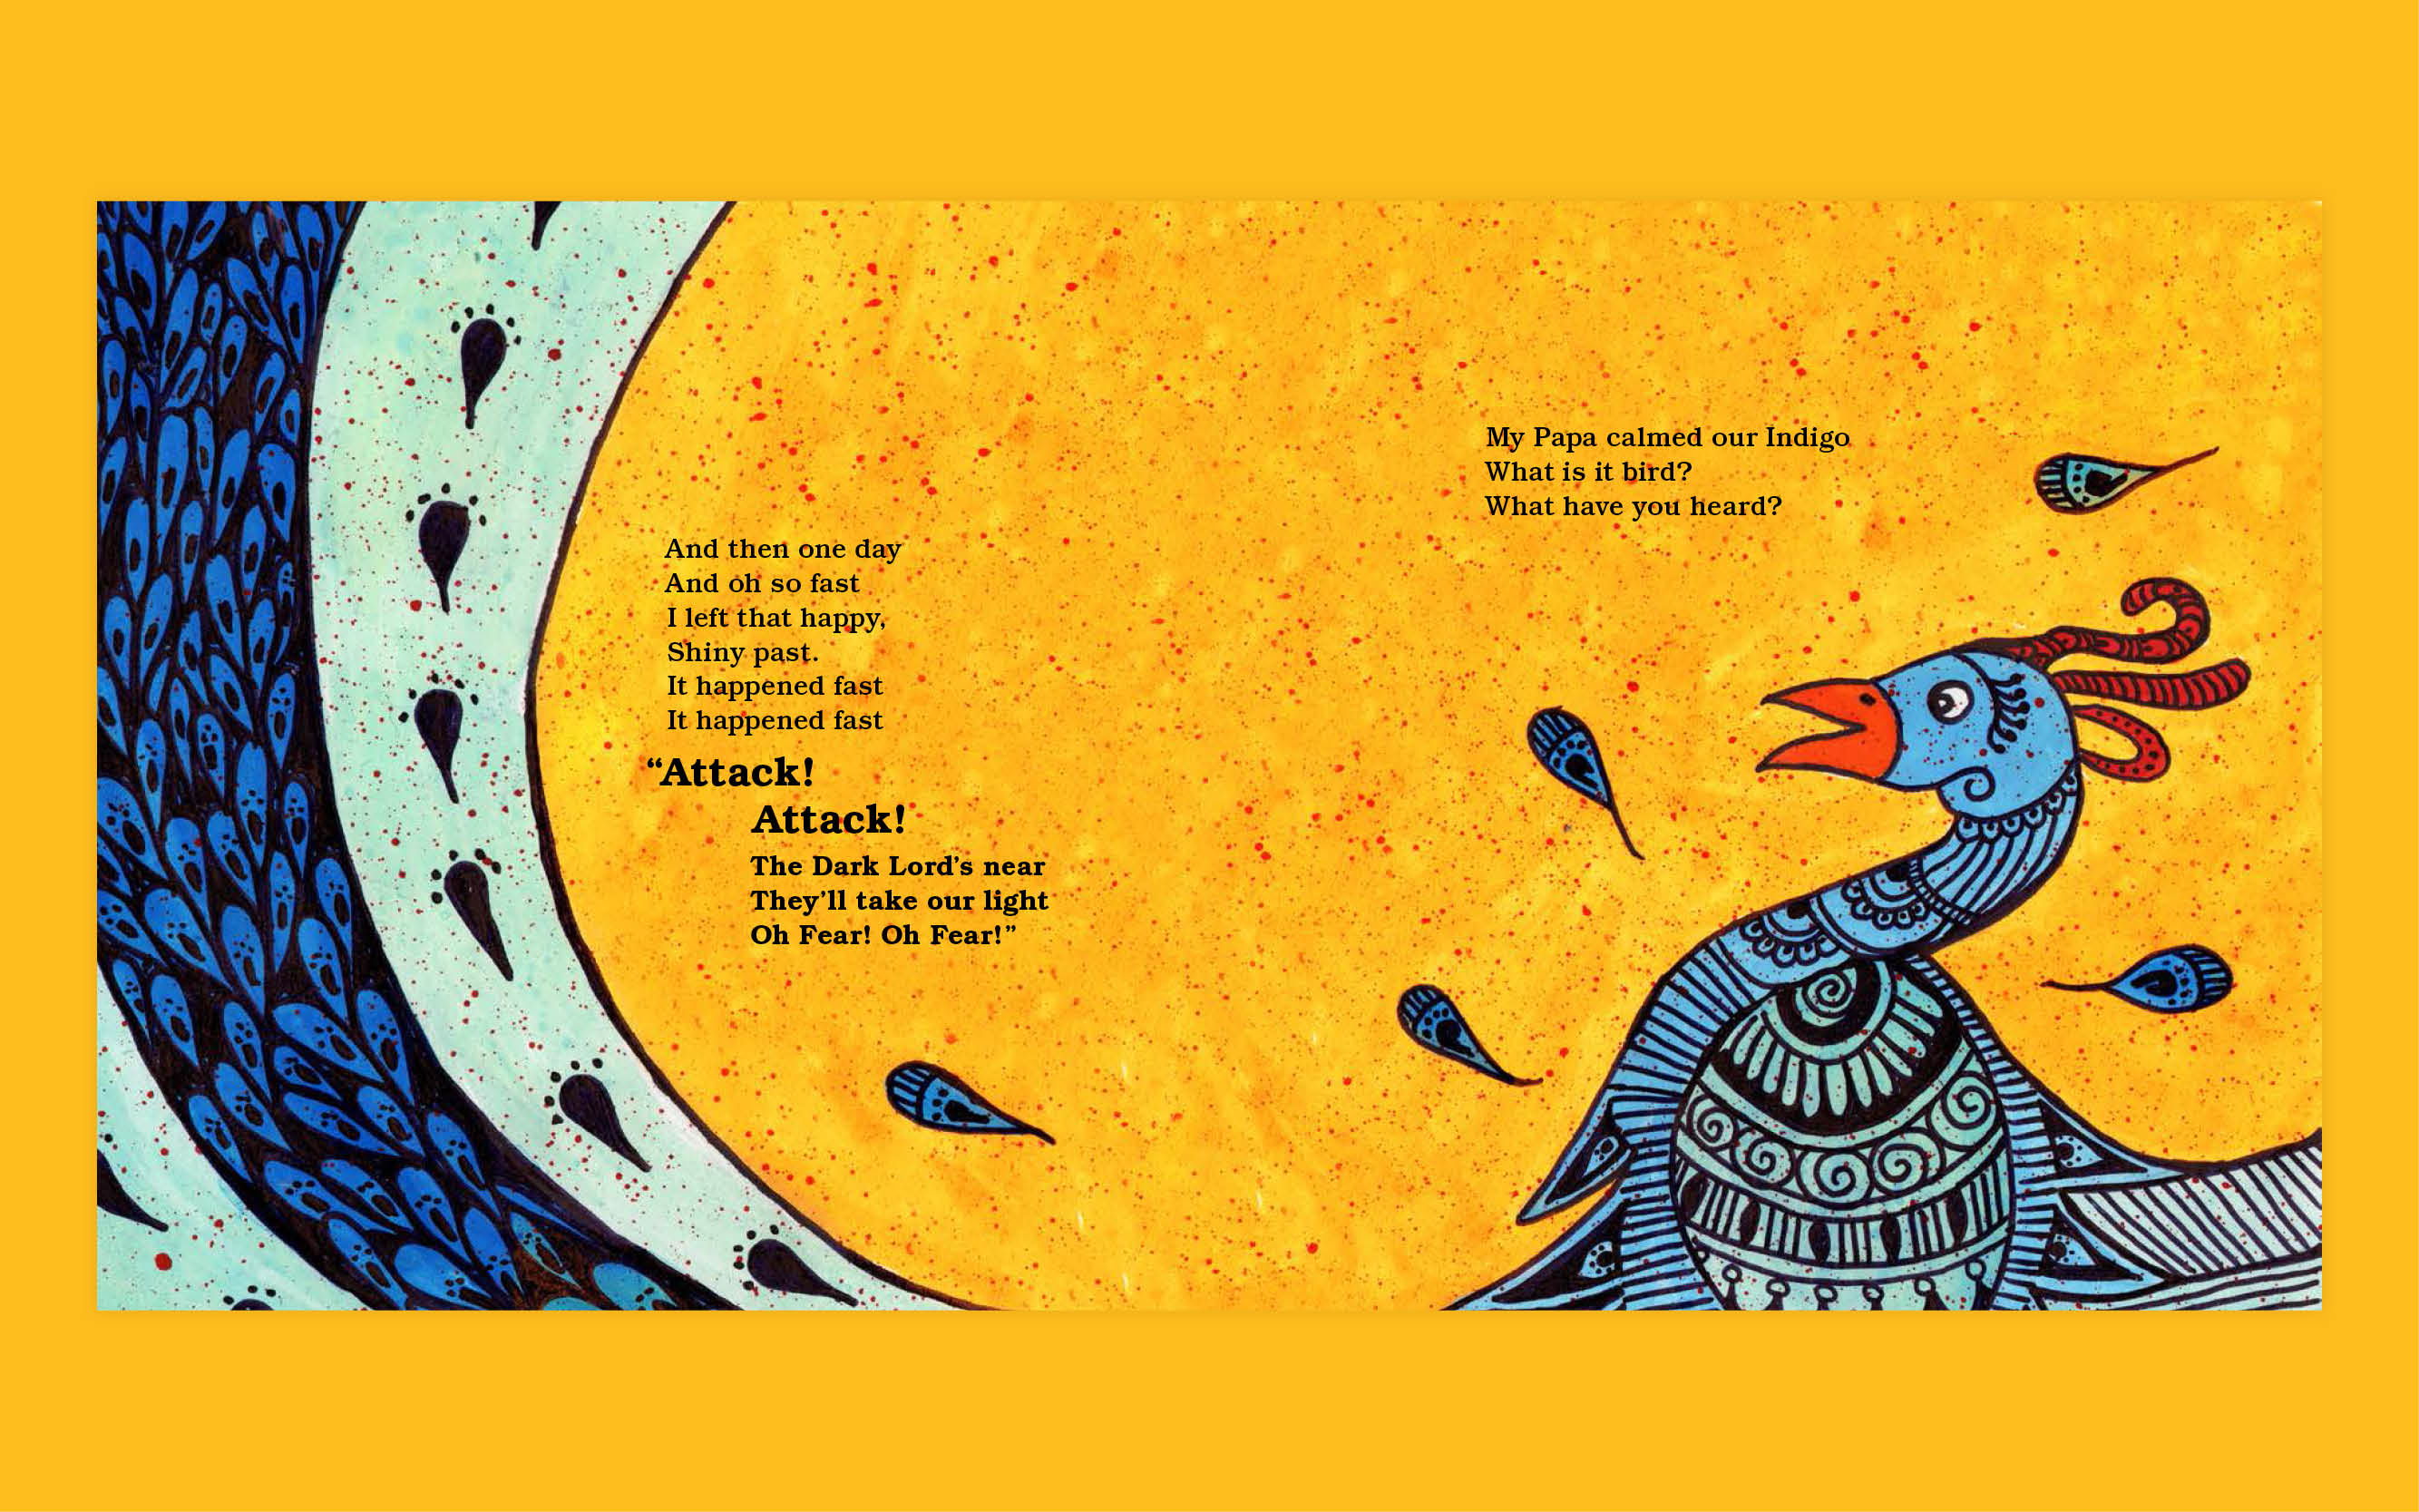 And then one day
And oh so fast
I left that happy,
Shiny past.
It happened fast
It happened fast
“Attack!
Attack!
The Dark Lord’s near
They’ll take our light
Oh Fear! Oh Fear!”
My Papa calmed our Indigo
What is it bird?
What have you heard?